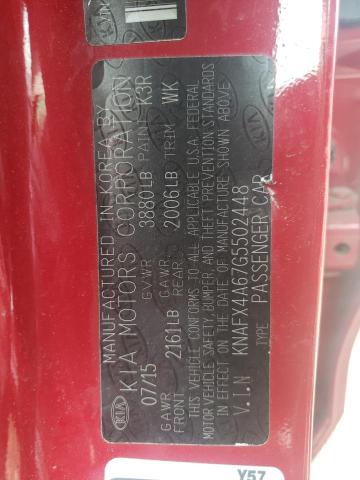 MANUFACTURED IN KOREA BY
KIA MOTORS CORPORATION
07/15 GVWR 3880LB PAINT K3R
GAWR FRONT 2161LB GAWR REAR 2006LB TRIM WK
THIS VEHICLE CONFORMS TO ALL APPLICABLE U.S.A FEDERAL
MOTOR VEHICLE SAFETY, BUMPER, AND THEFT PREVENTION STANDARDS
IN EFFECT ON THE DATE OF MANUFACTURE SHOWN ABOVE.
V.I.N KNAFX4A67G5502448
TYPE PASSENGER CAR
KIA
KIA
Y57